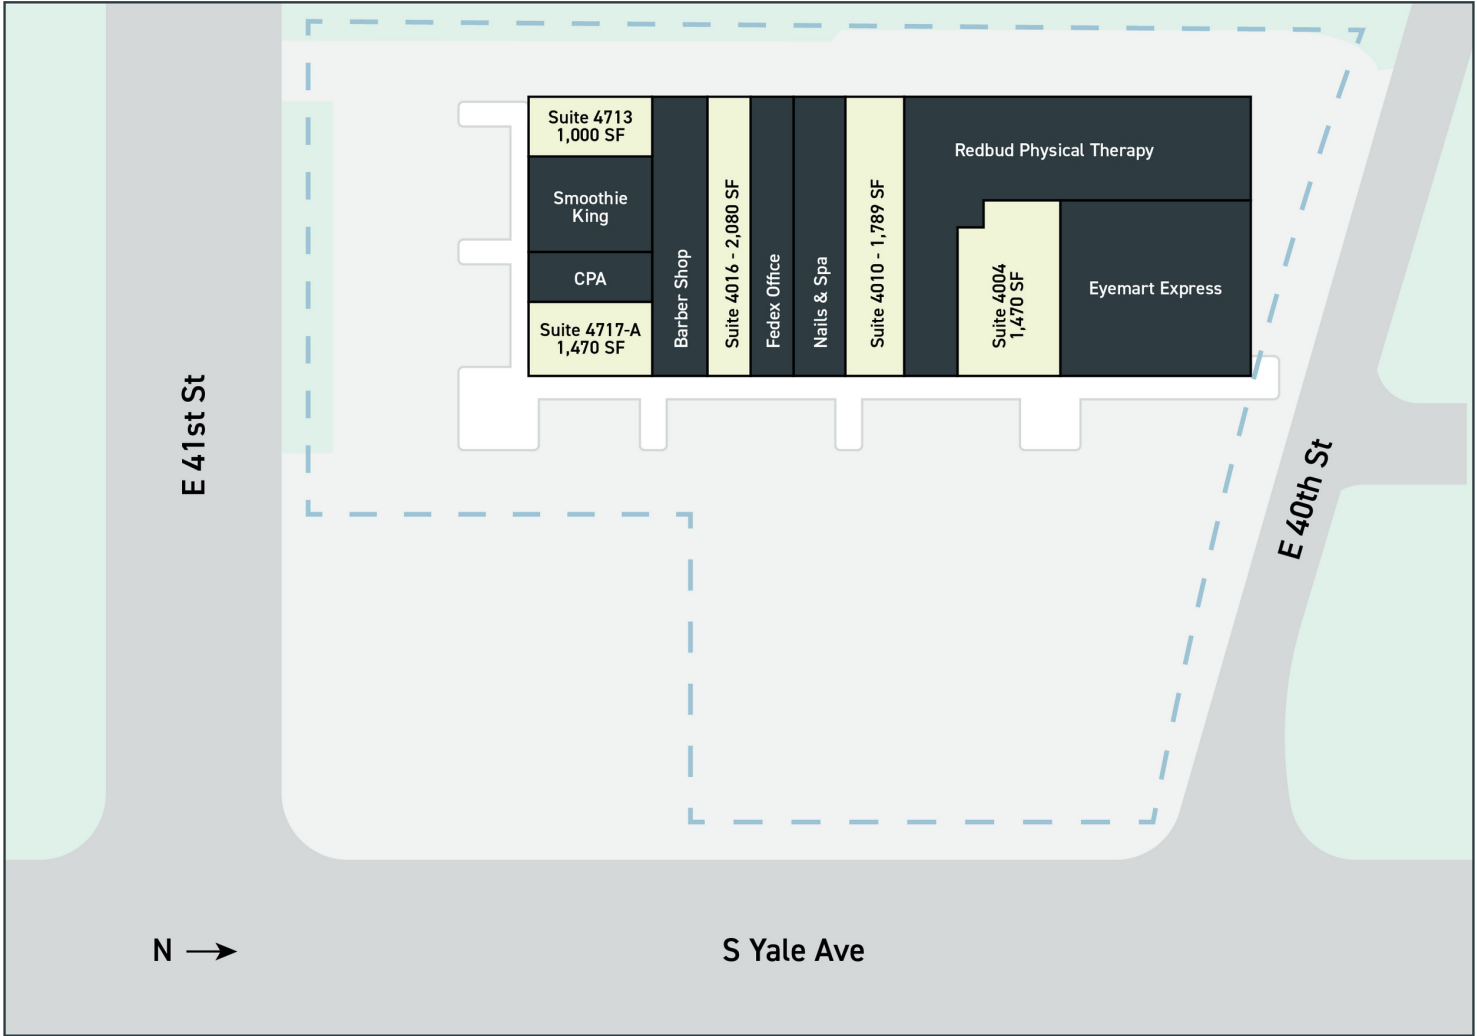 Suite 4713
1,000 SF
Smoothie
King
CPA
Suite 4717-A
1,470 SF
Barber Shop
Suite 4016 - 2,080 SF
Fedex Office
Nails & Spa
Suite 4010 - 1,789 SF
Redbud Physical Therapy
Suite 4004
1,470 SF
Eyemart Express
E 41st St
E 40th St
N
S Yale Ave